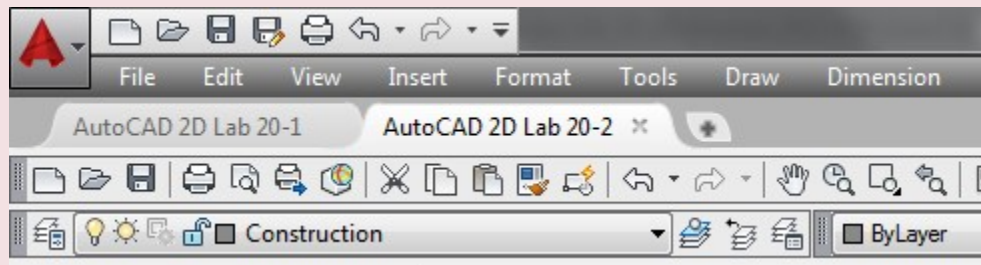 File Edit View Insert Format Tools Draw Dimension
AutoCAD 2D Lab 20-1 AutoCAD 2D Lab 20-2
Construction ByLayer